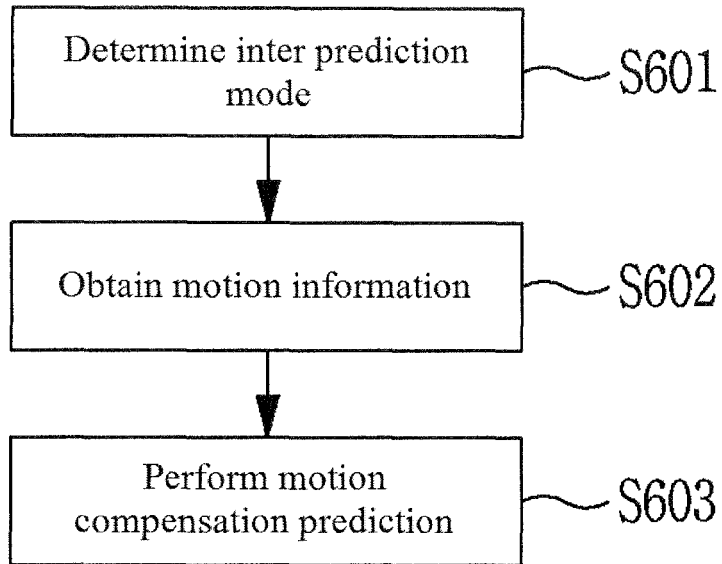 Determine inter prediction
mode
S601
Obtain motion information
S602
Perform motion
compensation prediction
S603